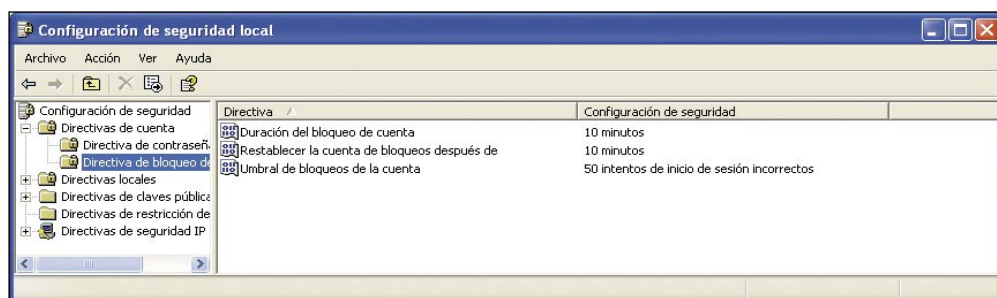 Configuración de seguridad local
Archivo Acción Ver Ayuda
Configuración de seguridad
Directivas de cuenta
Directiva de contraseñ
Directiva de bloqueo de
Directivas locales
Directivas de claves pública
Directivas de restricción de
Directivas de seguridad IP
Directiva Configuración de seguridad
Duración del bloqueo de cuenta 10 minutos
Restablecer la cuenta de bloqueos después de 10 minutos
Umbral de bloqueos de la cuenta 50 intentos de inicio de sesión incorrectos